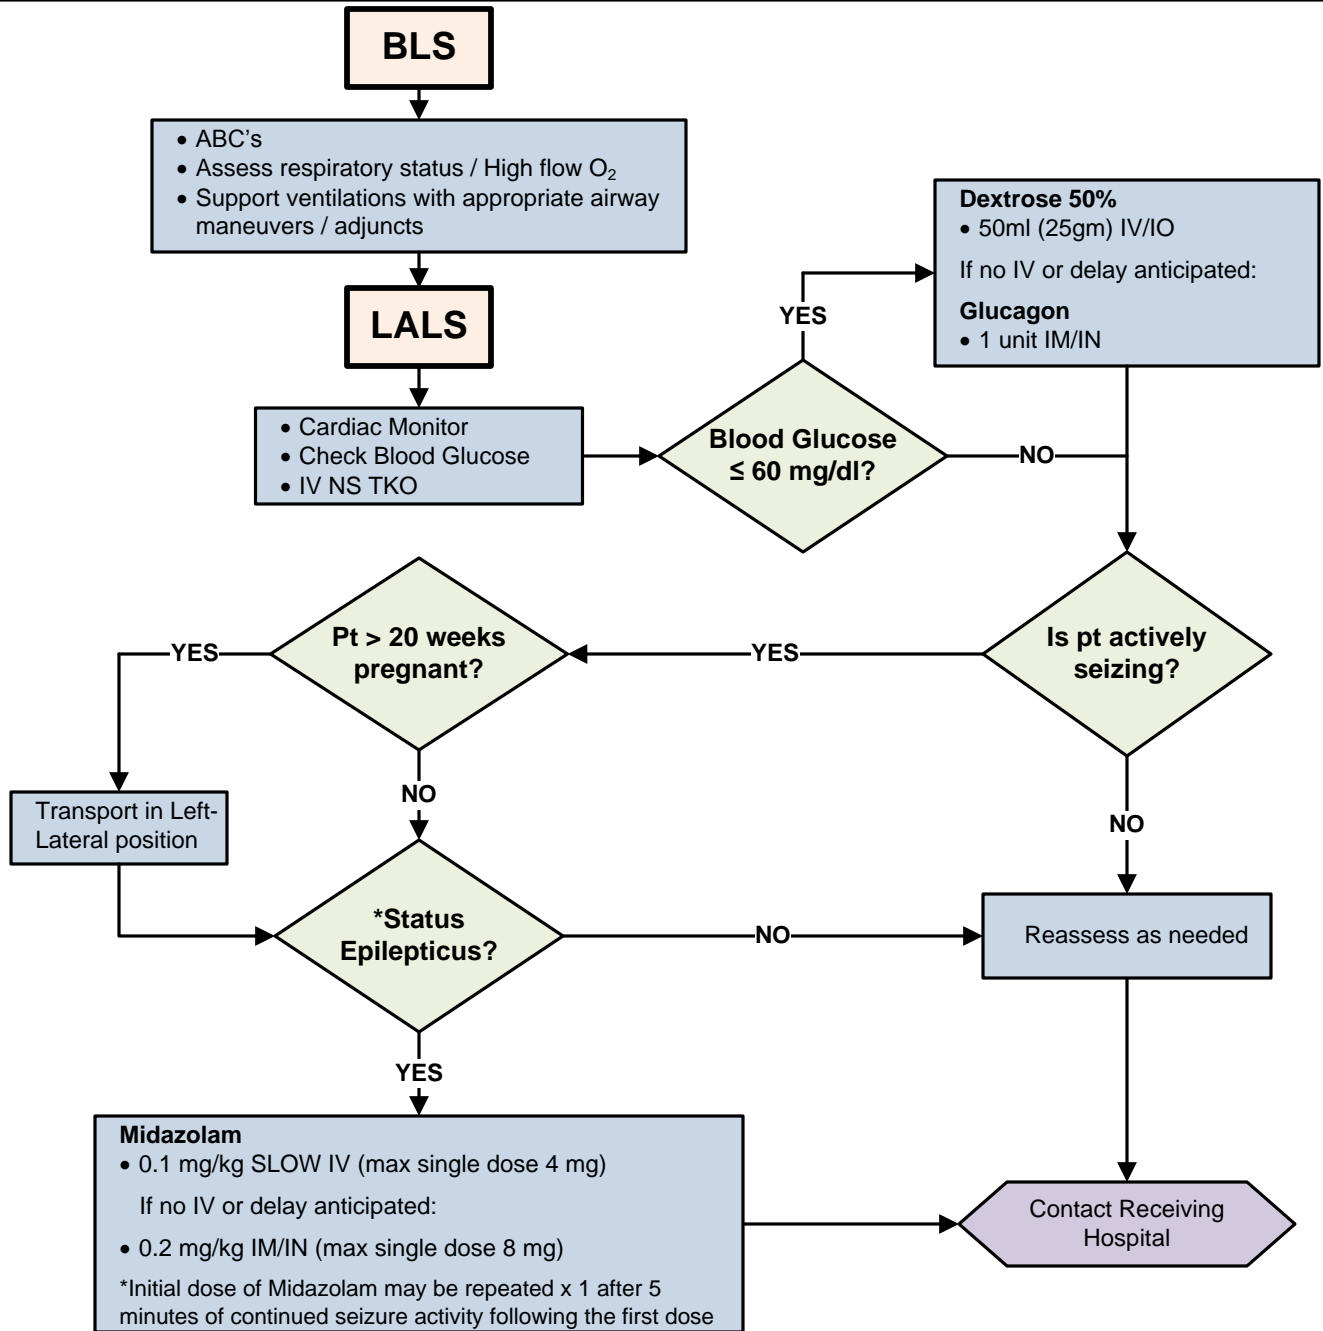 BLS
• ABC's
• Assess respiratory status / High flow O₂
• Support ventilations with appropriate airway
maneuvers / adjuncts
LALS
• Cardiac Monitor
• Check Blood Glucose
• IV NS TKO
Blood Glucose
≤ 60 mg/dl?
YES
NO
Dextrose 50%
• 50ml (25gm) IV/IO
If no IV or delay anticipated:
Glucagon
• 1 unit IM/IN
Is pt actively
seizing?
YES
NO
Pt > 20 weeks
pregnant?
YES
NO
Transport in Left-
Lateral position
*Status
Epilepticus?
NO
YES
Reassess as needed
Midazolam
• 0.1 mg/kg SLOW IV (max single dose 4 mg)
If no IV or delay anticipated:
• 0.2 mg/kg IM/IN (max single dose 8 mg)
*Initial dose of Midazolam may be repeated x 1 after 5
minutes of continued seizure activity following the first dose
Contact Receiving
Hospital